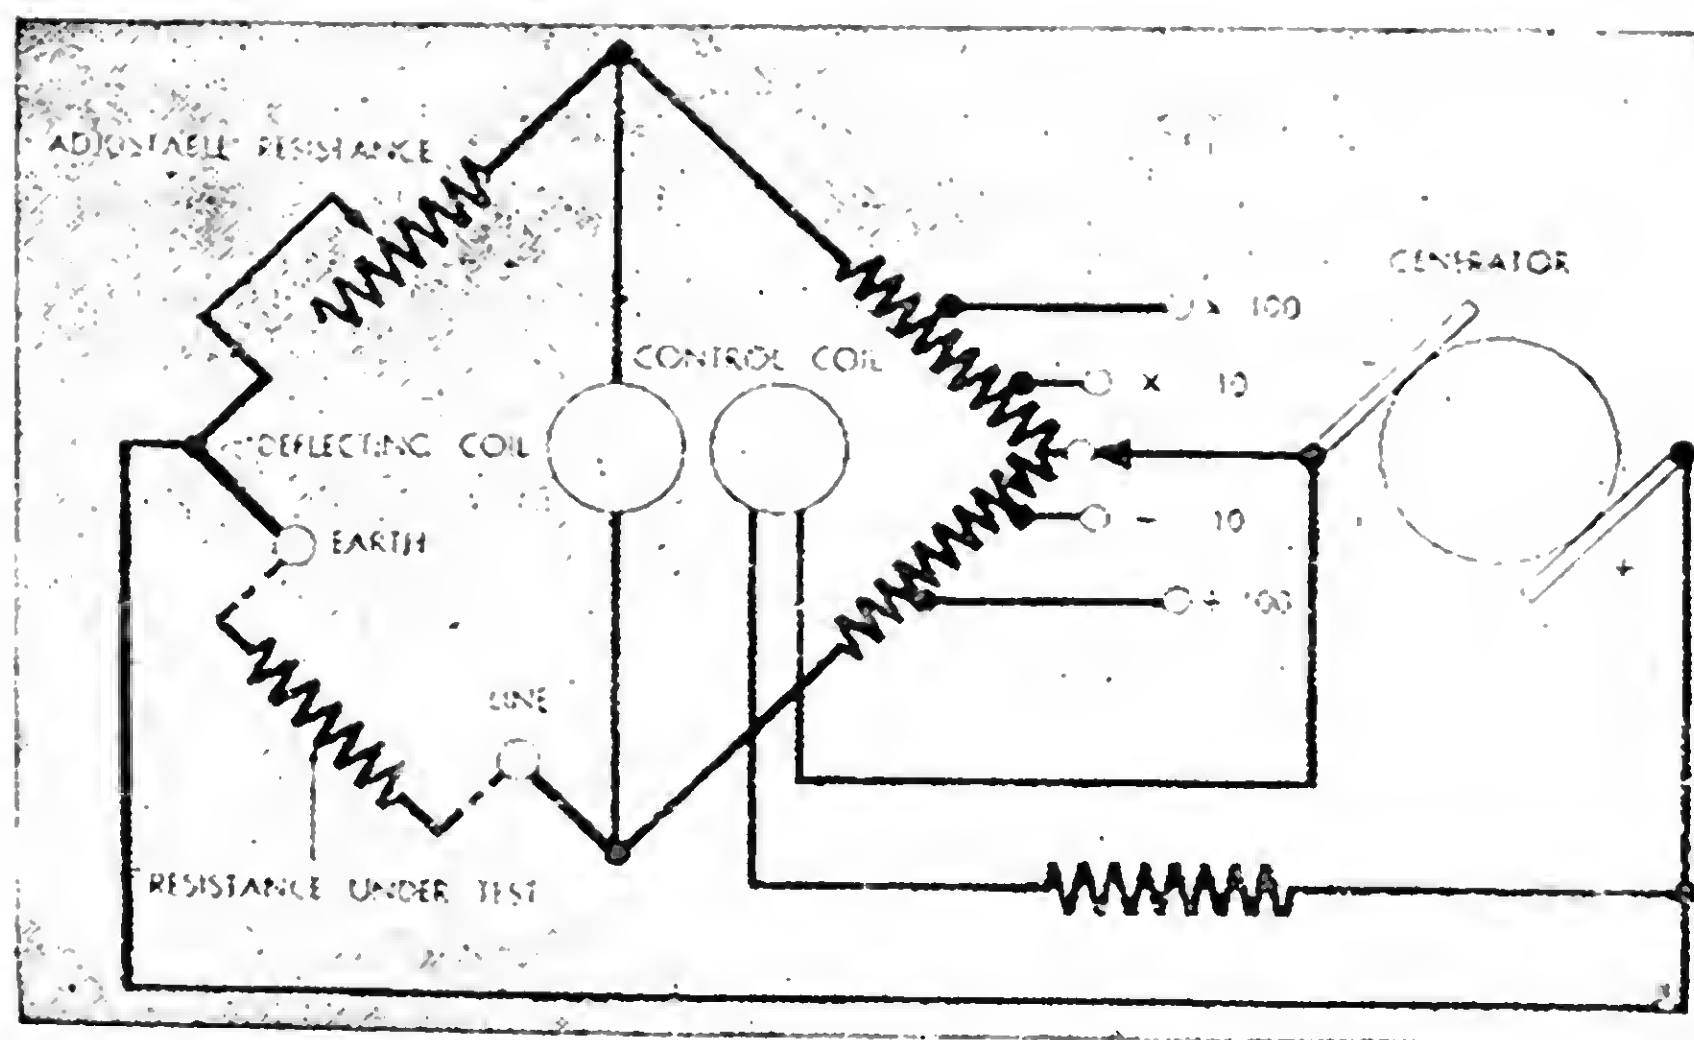 ADJUSTABLE RESISTANCE
GENERATOR
× 100
CONTROL COIL
× 10
-
DEFLECTING COIL
EARTH
÷ 10
+
÷ 100
LINE
RESISTANCE UNDER TEST